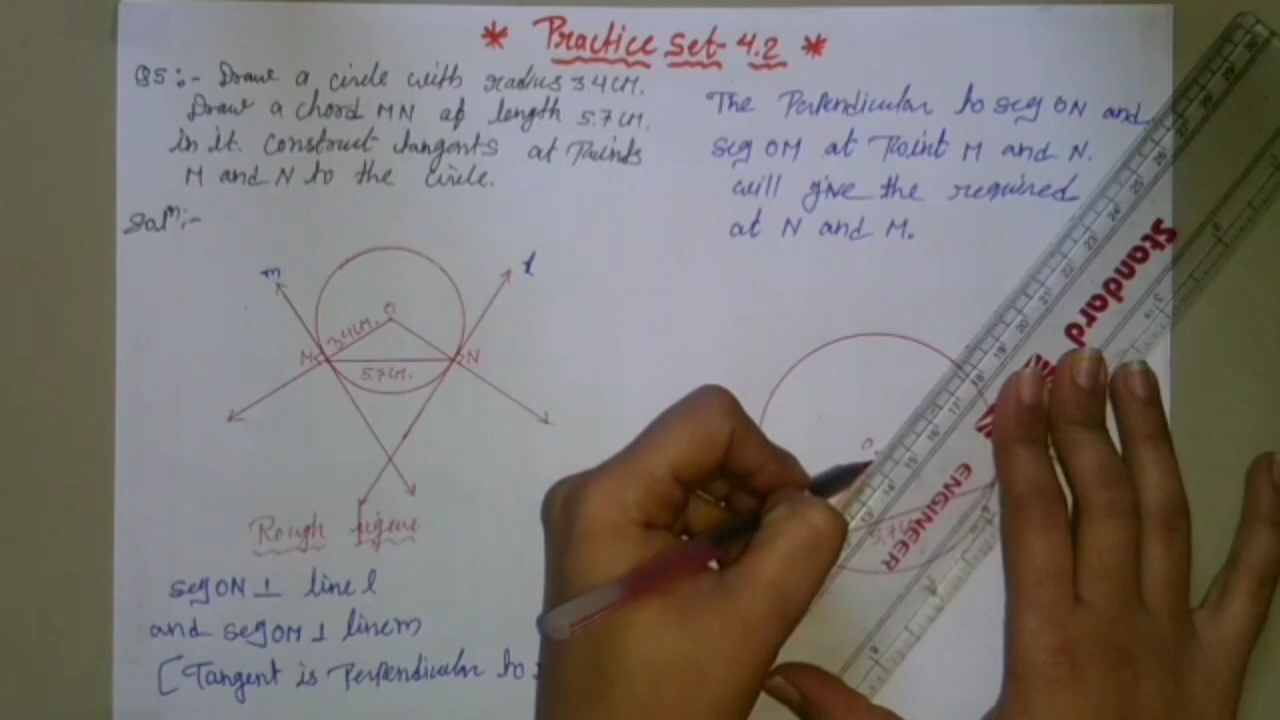 * Practice Set-4.2 *
Q5:- Draw a circle with radius 3.4 cm.
Draw a chord MN of length 5.7 cm.
in it. construct tangents at Points
M and N to the circle.
Solⁿ:-
The Perpendicular to seg ON and
seg OM at Point M and N.
will give the required
at N and M.
m
l
O
3.4cm.
M
N
5.7cm.
Rough figure
seg ON ⊥ line l
and seg OM ⊥ line m
[Tangent is Perpendicular to
O
Standard
ENGINEER